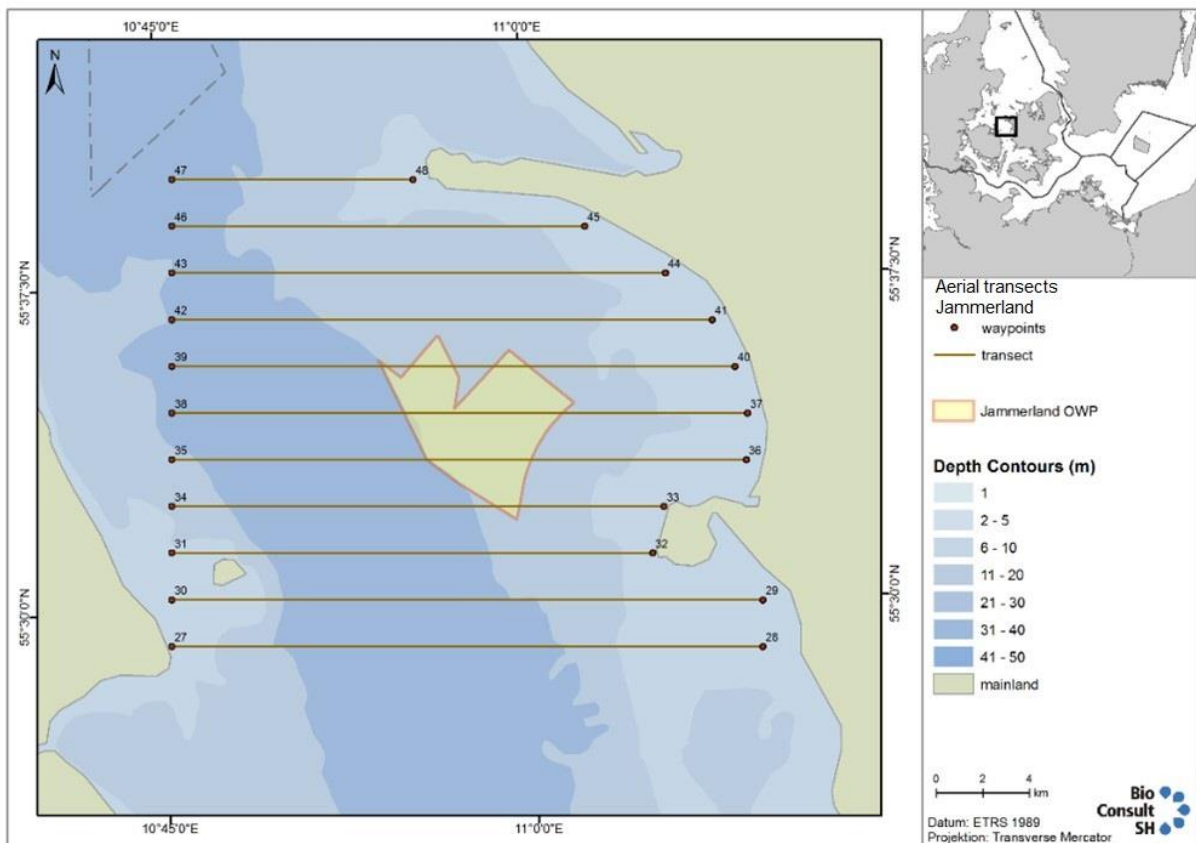 10°45'0"E
11°0'0"E
N
47
48
46
45
43
44
55°37'30"N
55°37'30"N
42
41
39
40
38
37
35
36
34
33
31
32
30
29
55°30'0"N
55°30'0"N
27
28
10°45'0"E
11°0'0"E
Aerial transects
Jammerland
waypoints
transect
Jammerland OWP
Depth Contours (m)
1
2 - 5
6 - 10
11 - 20
21 - 30
31 - 40
41 - 50
mainland
0 2 4
km
Bio
Consult
SH
Datum: ETRS 1989
Projektion: Transverse Mercator